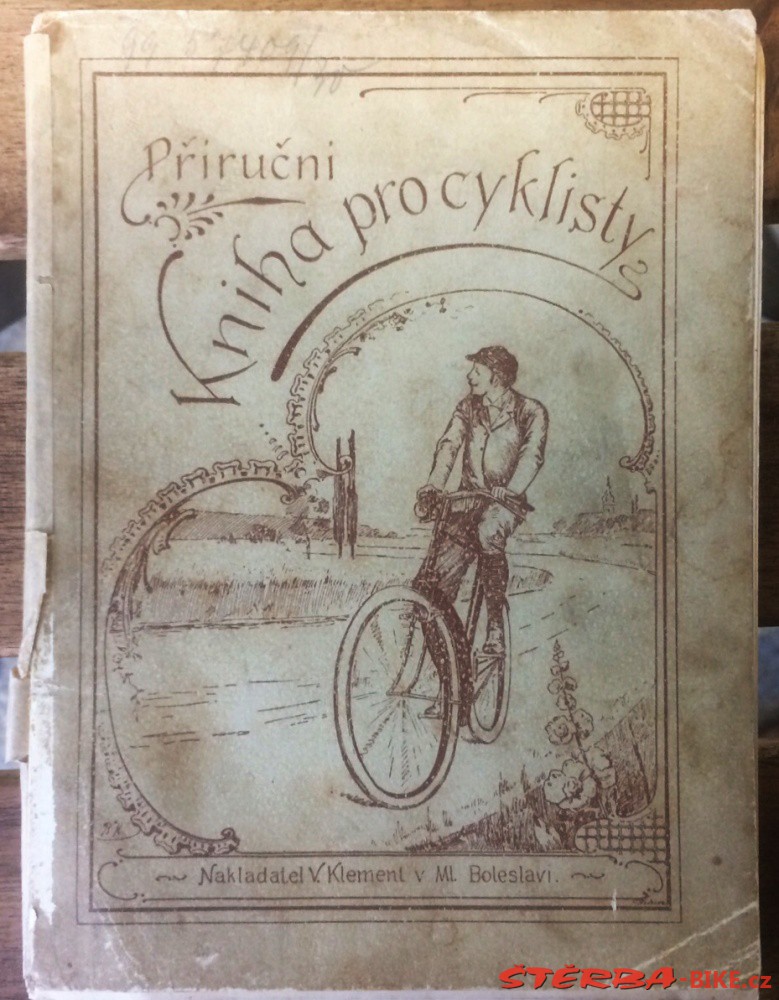 Příruční
Kniha pro cyklisty
Nakladatel V. Klement v Ml. Boleslavi.
ŠTĚRBA-BIKE.cz